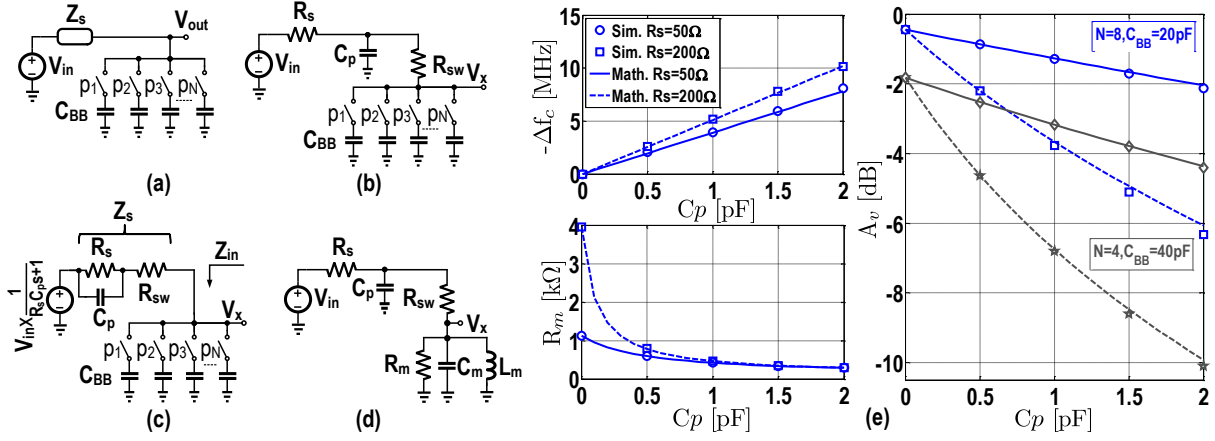 Zs
Vout
Vin
p1 p2 p3 pN
CBB
(a)
Rs
Cp
Vin
Rsw
Vx
p1 p2 p3 pN
CBB
(b)
Zs
Rs
Zin
Vin x 1/(RsCps+1)
Cp
Rsw
Vx
p1 p2 p3 pN
CBB
(c)
Rs
Vin
Cp
Rsw
Vx
Rm
Cm
Lm
(d)
-Δfc [MHz]
15
10
5
0
Sim. Rs=50Ω
Sim. Rs=200Ω
Math. Rs=50Ω
Math. Rs=200Ω
0 0.5 1 1.5 2
Cp [pF]
Rm [kΩ]
4
3
2
1
0
0 0.5 1 1.5 2
Cp [pF]
(e)
Av [dB]
0
-2
-4
-6
-8
-10
N=8,CBB=20pF
N=4,CBB=40pF
0 0.5 1 1.5 2
Cp [pF]